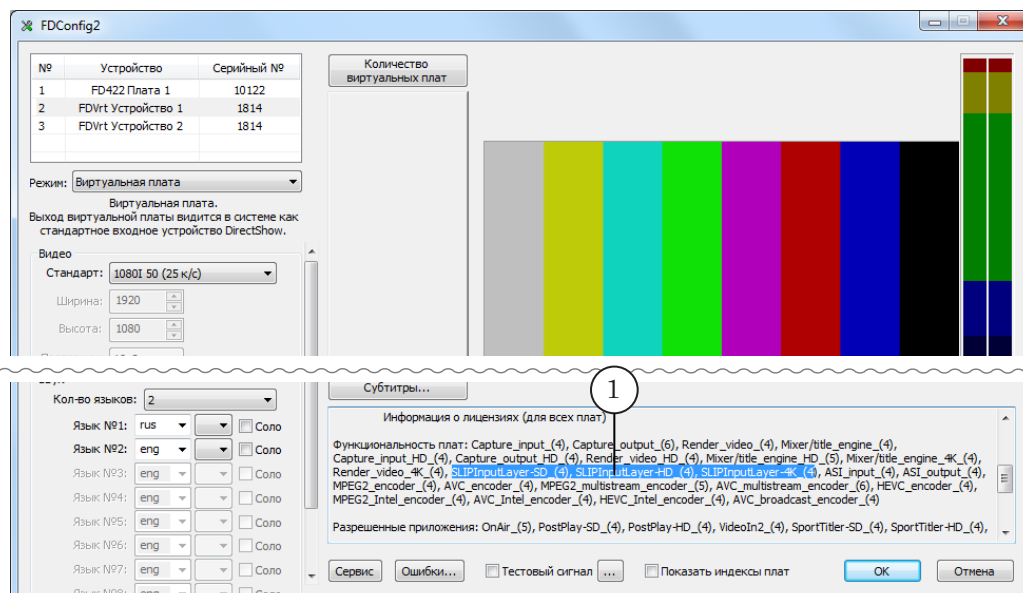 FDConfig2
№ Устройство Серийный №
1 FD422 Плата 1 10122
2 FDVrt Устройство 1 1814
3 FDVrt Устройство 2 1814
Режим: Виртуальная плата
Виртуальная плата.
Выход виртуальной платы видится в системе как
стандартное входное устройство DirectShow.
Видео
Стандарт: 1080I 50 (25 к/с)
Ширина: 1920
Высота: 1080
Количество
виртуальных плат
Кол-во языков: 2
Язык №1: rus Соло
Язык №2: eng Соло
Язык №3: eng Соло
Язык №4: eng Соло
Язык №5: eng Соло
Язык №6: eng Соло
Язык №7: eng Соло
Язык №8: eng Соло
Субтитры...
1
Информация о лицензиях (для всех плат)
Функциональность плат: Capture_input_(4), Capture_output_(6), Render_video_(4), Mixer/title_engine_(4),
Capture_input_HD_(4), Capture_output_HD_(4), Render_video_HD_(4), Mixer/title_engine_HD_(5), Mixer/title_engine_4K_(4),
Render_video_4K_(4), SLIPInputLayer-SD_(4), SLIPInputLayer-HD_(4), SLIPInputLayer-4K_(4), ASI_input_(4), ASI_output_(4),
MPEG2_encoder_(4), AVC_encoder_(4), MPEG2_multistream_encoder_(5), AVC_multistream_encoder_(6), HEVC_encoder_(4),
MPEG2_Intel_encoder_(4), AVC_Intel_encoder_(4), HEVC_Intel_encoder_(4), AVC_broadcast_encoder_(4)
Разрешенные приложения: OnAir_(5), PostPlay-SD_(4), PostPlay-HD_(4), VideoIn2_(4), SportTitler-SD_(4), SportTitler-HD_(4),
Сервис Ошибки... Тестовый сигнал ... Показать индексы плат OK Отмена